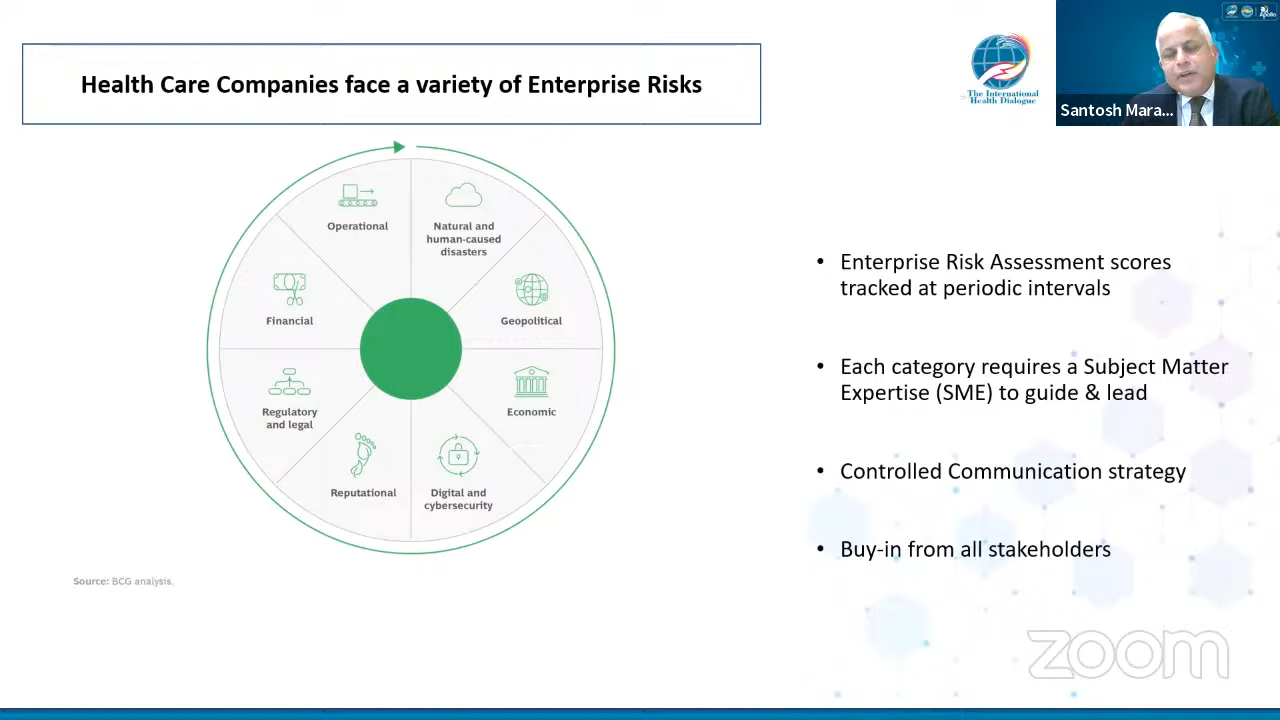 Health Care Companies face a variety of Enterprise Risks
The International
Health Dialogue
Apollo
Santosh Mara...
Operational
Natural and
human-caused
disasters
Financial
Geopolitical
Regulatory
and legal
Economic
Reputational
Digital and
cybersecurity
Source: BCG analysis.
• Enterprise Risk Assessment scores
tracked at periodic intervals
• Each category requires a Subject Matter
Expertise (SME) to guide & lead
• Controlled Communication strategy
• Buy-in from all stakeholders
zoom